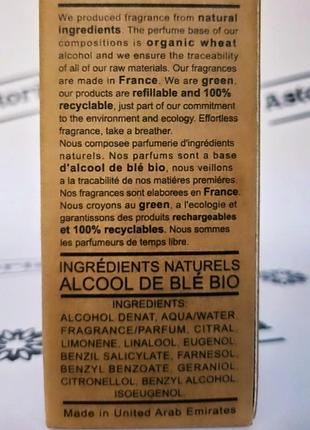 We produced fragrance from natural
ingredients. The perfume base of our
compositions is organic wheat
alcohol and we ensure the traceability
of all of our raw materials. Our fragrances
are made in France. We are green,
our products are refillable and 100%
recyclable, just part of our commitment
to the environment and ecology. Effortless
fragrance, take a breather.
Nous composee parfumerie d'ingrédients
naturels. Nos parfums sont a base
d'alcool de blé bio, nous veillons
a la tracabilité de nos matiéres premiéres.
Nos fragrances sont elaborees en France.
Nous croyons au green, a l'ecologie et
garantissons des produits rechargeables
et 100% recyclables. Nous sommes
les parfumeurs de temps libre.
INGRÉDIENTS NATURELS
ALCOOL DE BLÉ BIO
INGREDIENTS:
ALCOHOL DENAT, AQUA/WATER,
FRAGRANCE/PARFUM, CITRAL,
LIMONENE, LINALOOL, EUGENOL,
BENZIL SALICYLATE, FARNESOL,
BENZYL BENZOATE, GERANIOL,
CITRONELLOL, BENZYL ALCOHOL,
ISOEUGENOL.
Made in United Arab Emirates